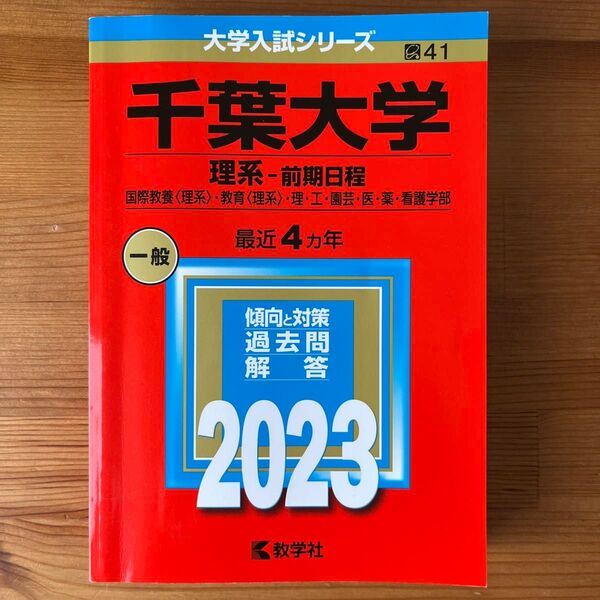 大学入試シリーズ
41
千葉大学
理系-前期日程
国際教養〈理系〉・教育〈理系〉・理・工・園芸・医・薬・看護学部
最近4カ年
一般
傾向と対策
過去問
解答
2023
教学社